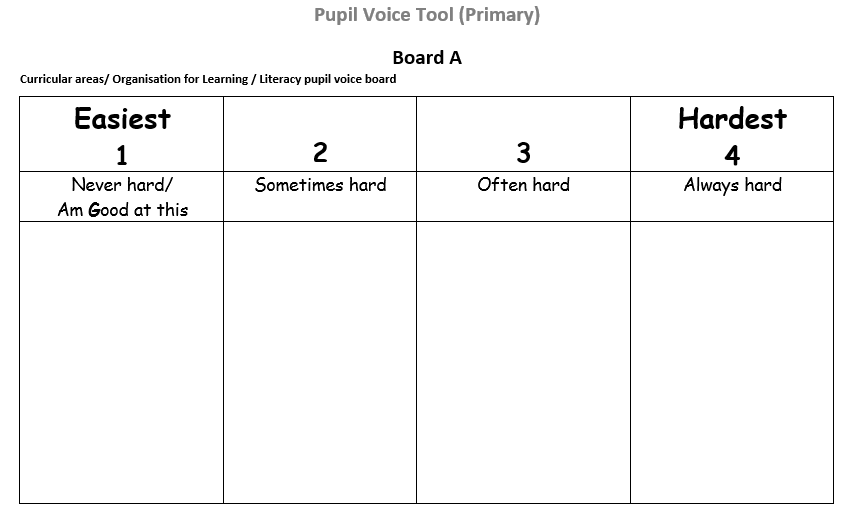 Pupil Voice Tool (Primary)
Board A
Curricular areas/ Organisation for Learning / Literacy pupil voice board
Easiest
1
2
3
Hardest
4
Never hard/
Am Good at this
Sometimes hard
Often hard
Always hard